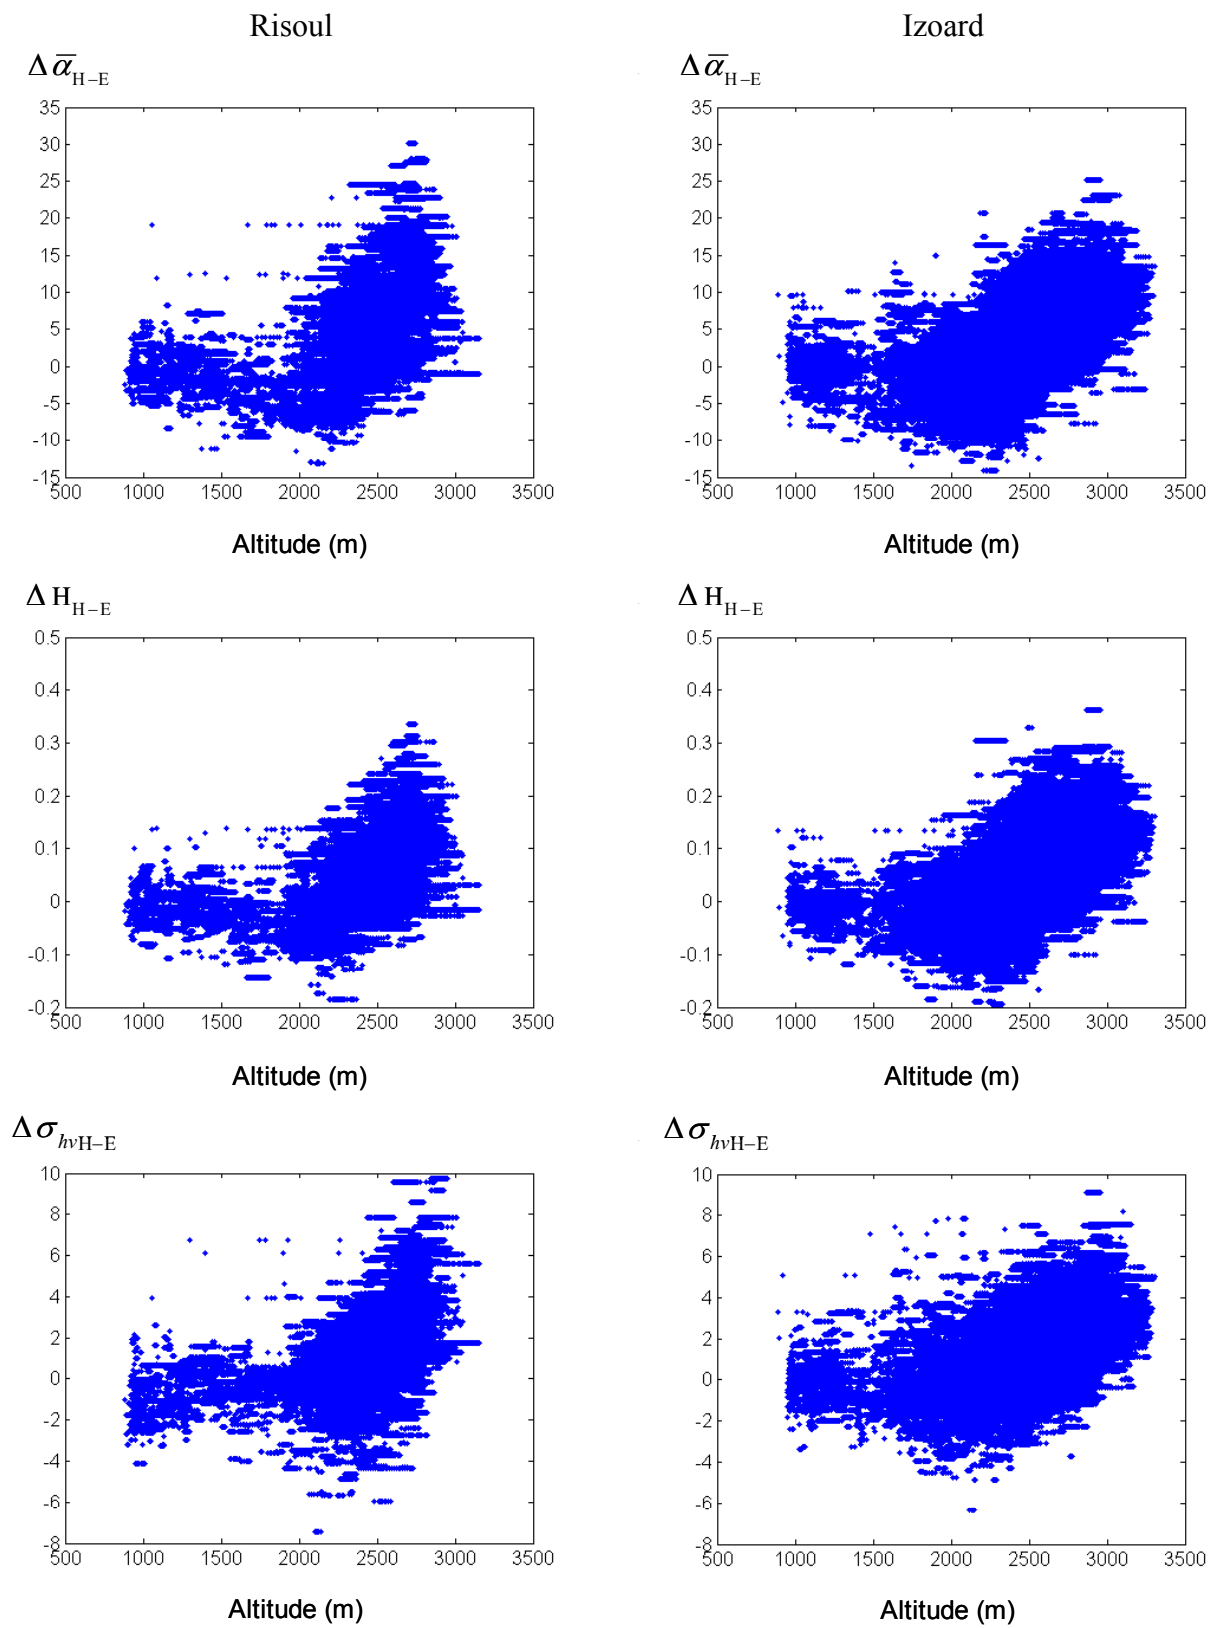 Risoul Izoard
Δ α̅ H–E Δ α̅ H–E
35 35
30 30
25 25
20 20
15 15
10 10
5 5
0 0
-5 -5
-10 -10
-15 -15
500 1000 1500 2000 2500 3000 3500 500 1000 1500 2000 2500 3000 3500
Altitude (m) Altitude (m)
Δ H H–E Δ H H–E
0.5 0.5
0.4 0.4
0.3 0.3
0.2 0.2
0.1 0.1
0 0
-0.1 -0.1
-0.2 -0.2
500 1000 1500 2000 2500 3000 3500 500 1000 1500 2000 2500 3000 3500
Altitude (m) Altitude (m)
Δ σ hvH–E Δ σ hvH–E
10 10
8 8
6 6
4 4
2 2
0 0
-2 -2
-4 -4
-6 -6
-8 -8
500 1000 1500 2000 2500 3000 3500 500 1000 1500 2000 2500 3000 3500
Altitude (m) Altitude (m)